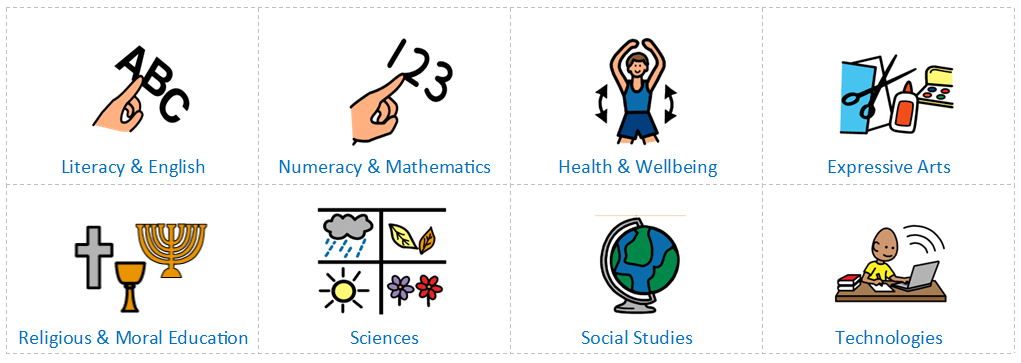 ABC
123
Literacy & English
Numeracy & Mathematics
Health & Wellbeing
Expressive Arts
Religious & Moral Education
Sciences
Social Studies
Technologies